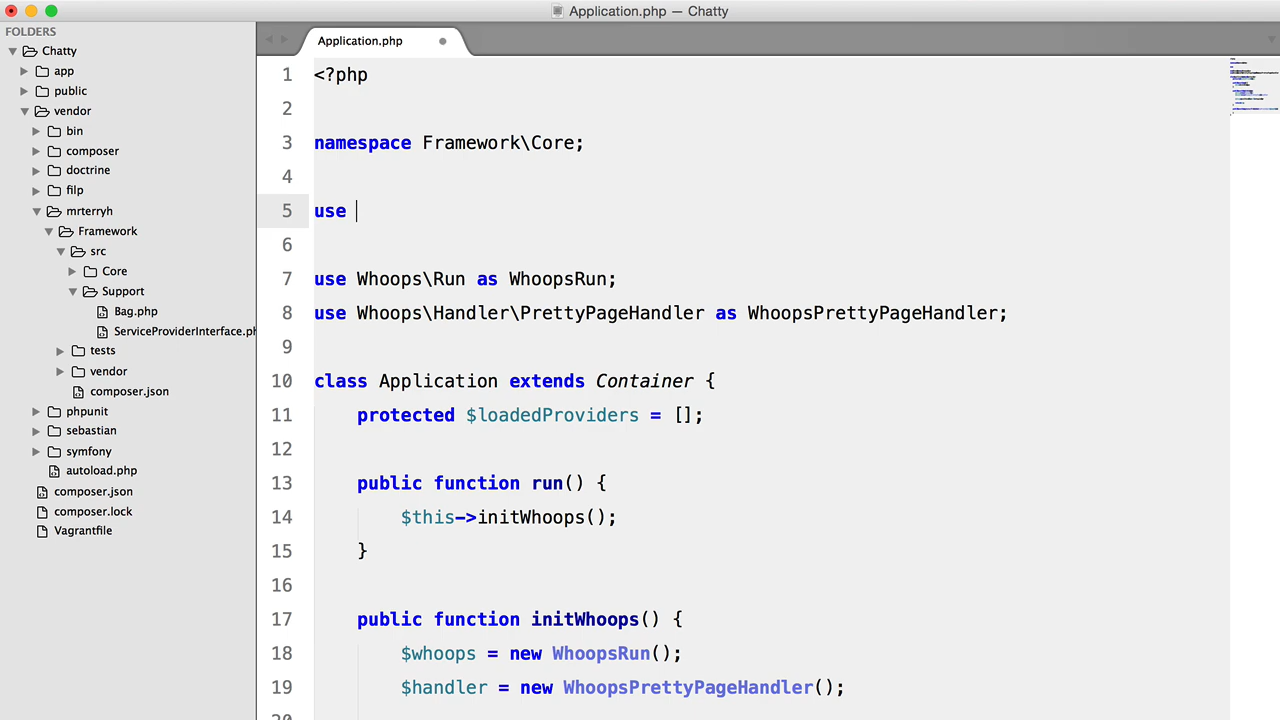 Application.php — Chatty
FOLDERS
Chatty
app
public
vendor
bin
composer
doctrine
filp
mrterryh
Framework
src
Core
Support
Bag.php
ServiceProviderInterface.ph
tests
vendor
composer.json
phpunit
sebastian
symfony
autoload.php
composer.json
composer.lock
Vagrantfile
Application.php
1 <?php
2
3 namespace Framework\Core;
4
5 use
6
7 use Whoops\Run as WhoopsRun;
8 use Whoops\Handler\PrettyPageHandler as WhoopsPrettyPageHandler;
9
10 class Application extends Container {
11 protected $loadedProviders = [];
12
13 public function run() {
14 $this->initWhoops();
15 }
16
17 public function initWhoops() {
18 $whoops = new WhoopsRun();
19 $handler = new WhoopsPrettyPageHandler();
20